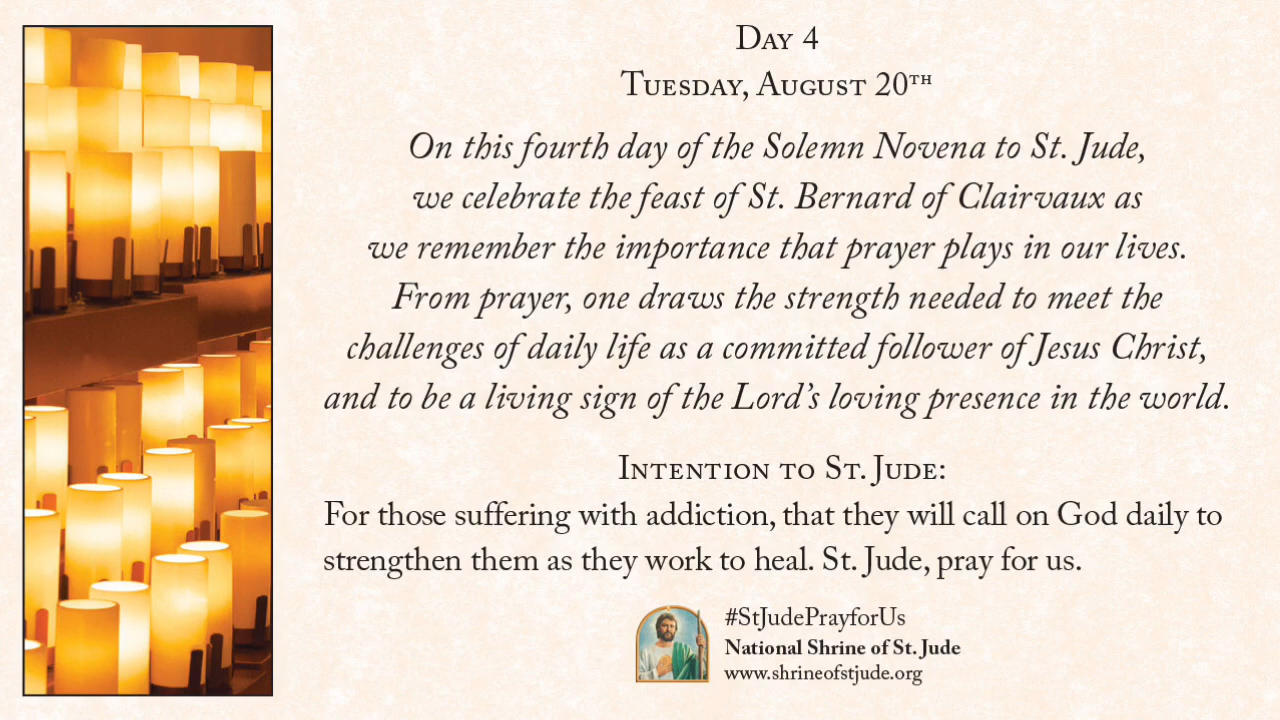 Day 4
Tuesday, August 20th
On this fourth day of the Solemn Novena to St. Jude,
we celebrate the feast of St. Bernard of Clairvaux as
we remember the importance that prayer plays in our lives.
From prayer, one draws the strength needed to meet the
challenges of daily life as a committed follower of Jesus Christ,
and to be a living sign of the Lord’s loving presence in the world.
Intention to St. Jude:
For those suffering with addiction, that they will call on God daily to
strengthen them as they work to heal. St. Jude, pray for us.
#StJudePrayforUs
National Shrine of St. Jude
www.shrineofstjude.org